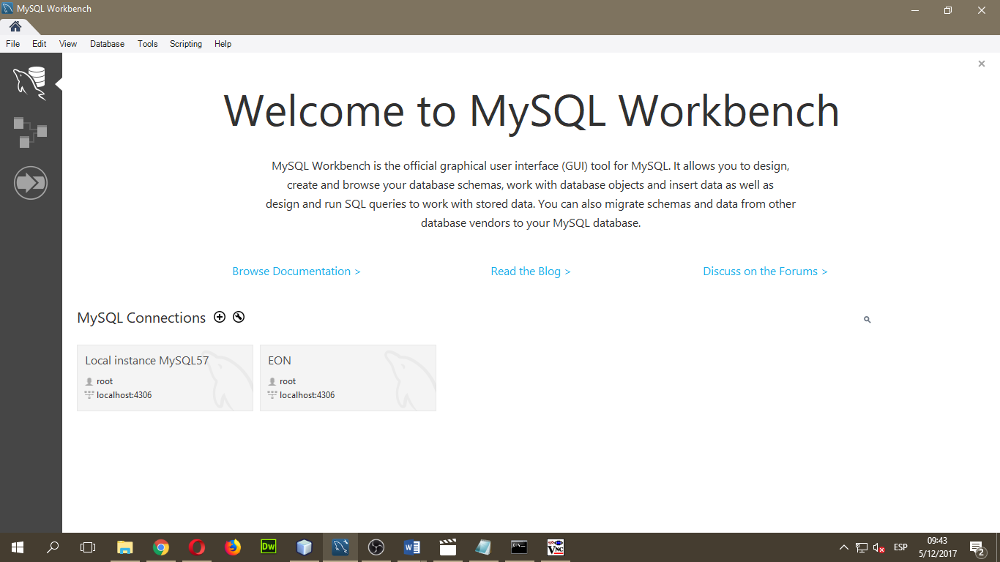 MySQL Workbench
File Edit View Database Tools Scripting Help
Welcome to MySQL Workbench
MySQL Workbench is the official graphical user interface (GUI) tool for MySQL. It allows you to design,
create and browse your database schemas, work with database objects and insert data as well as
design and run SQL queries to work with stored data. You can also migrate schemas and data from other
database vendors to your MySQL database.
Browse Documentation > Read the Blog > Discuss on the Forums >
MySQL Connections
Local instance MySQL57
root
localhost:4306
EON
root
localhost:4306
Dw
W
C:\
VNC
ESP
09:43
5/12/2017
2